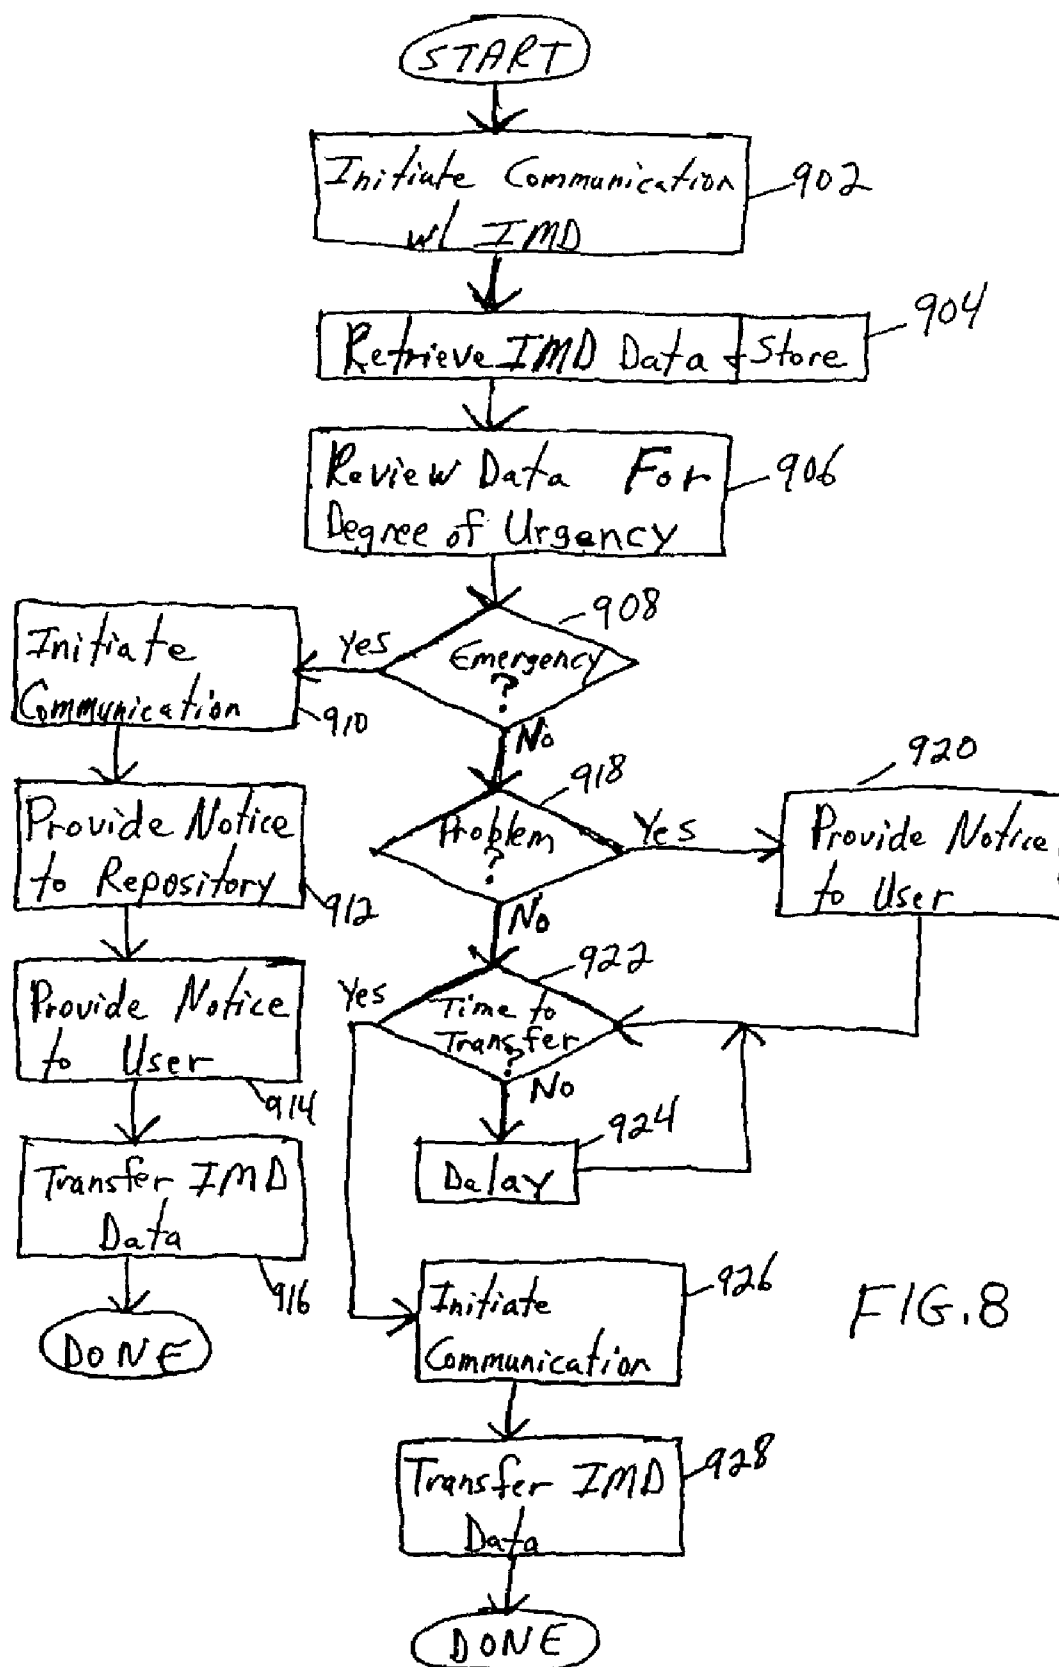 START
Initiate Communication
w/ IMD
902
Retrieve IMD Data + Store
904
Review Data For
Degree of Urgency
906
Emergency
?
908
Yes
No
Initiate
Communication
910
Provide Notice
to Repository
912
Provide Notice
to User
914
Transfer IMD
Data
916
DONE
Problem
?
918
Yes
No
920
Provide Notice
to User
Time to
Transfer
?
922
Yes
No
Delay
924
Initiate
Communication
926
Transfer IMD
Data
928
DONE
FIG. 8